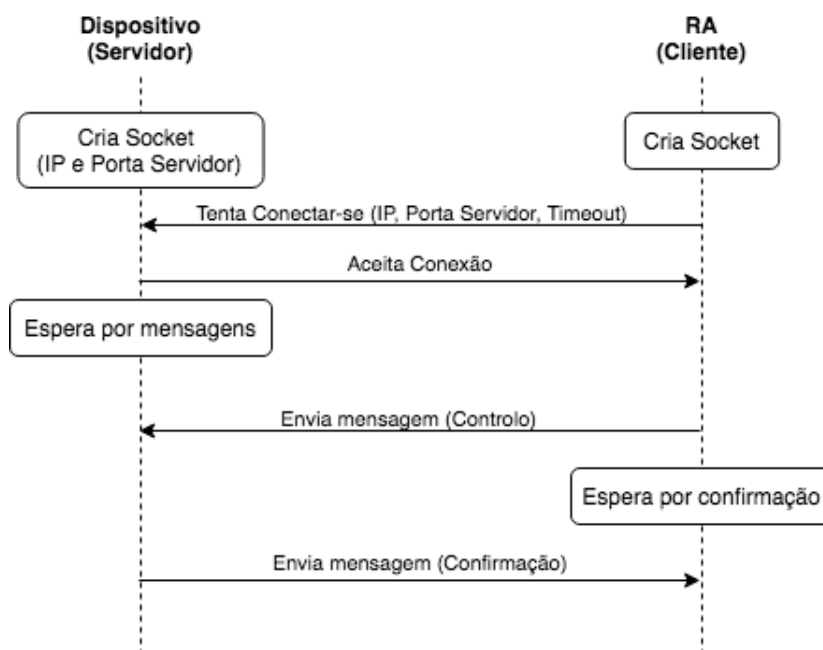 Dispositivo
(Servidor)
RA
(Cliente)
Cria Socket
(IP e Porta Servidor)
Cria Socket
Tenta Conectar-se (IP, Porta Servidor, Timeout)
Aceita Conexão
Espera por mensagens
Envia mensagem (Controlo)
Espera por confirmação
Envia mensagem (Confirmação)